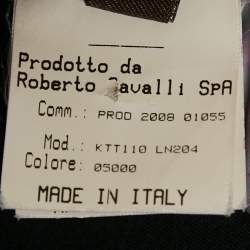 Prodotto da
Roberto Cavalli SpA
Comm.: PROD 2008 01055
Mod.: KTT110 LN204
Colore: 05000
MADE IN ITALY